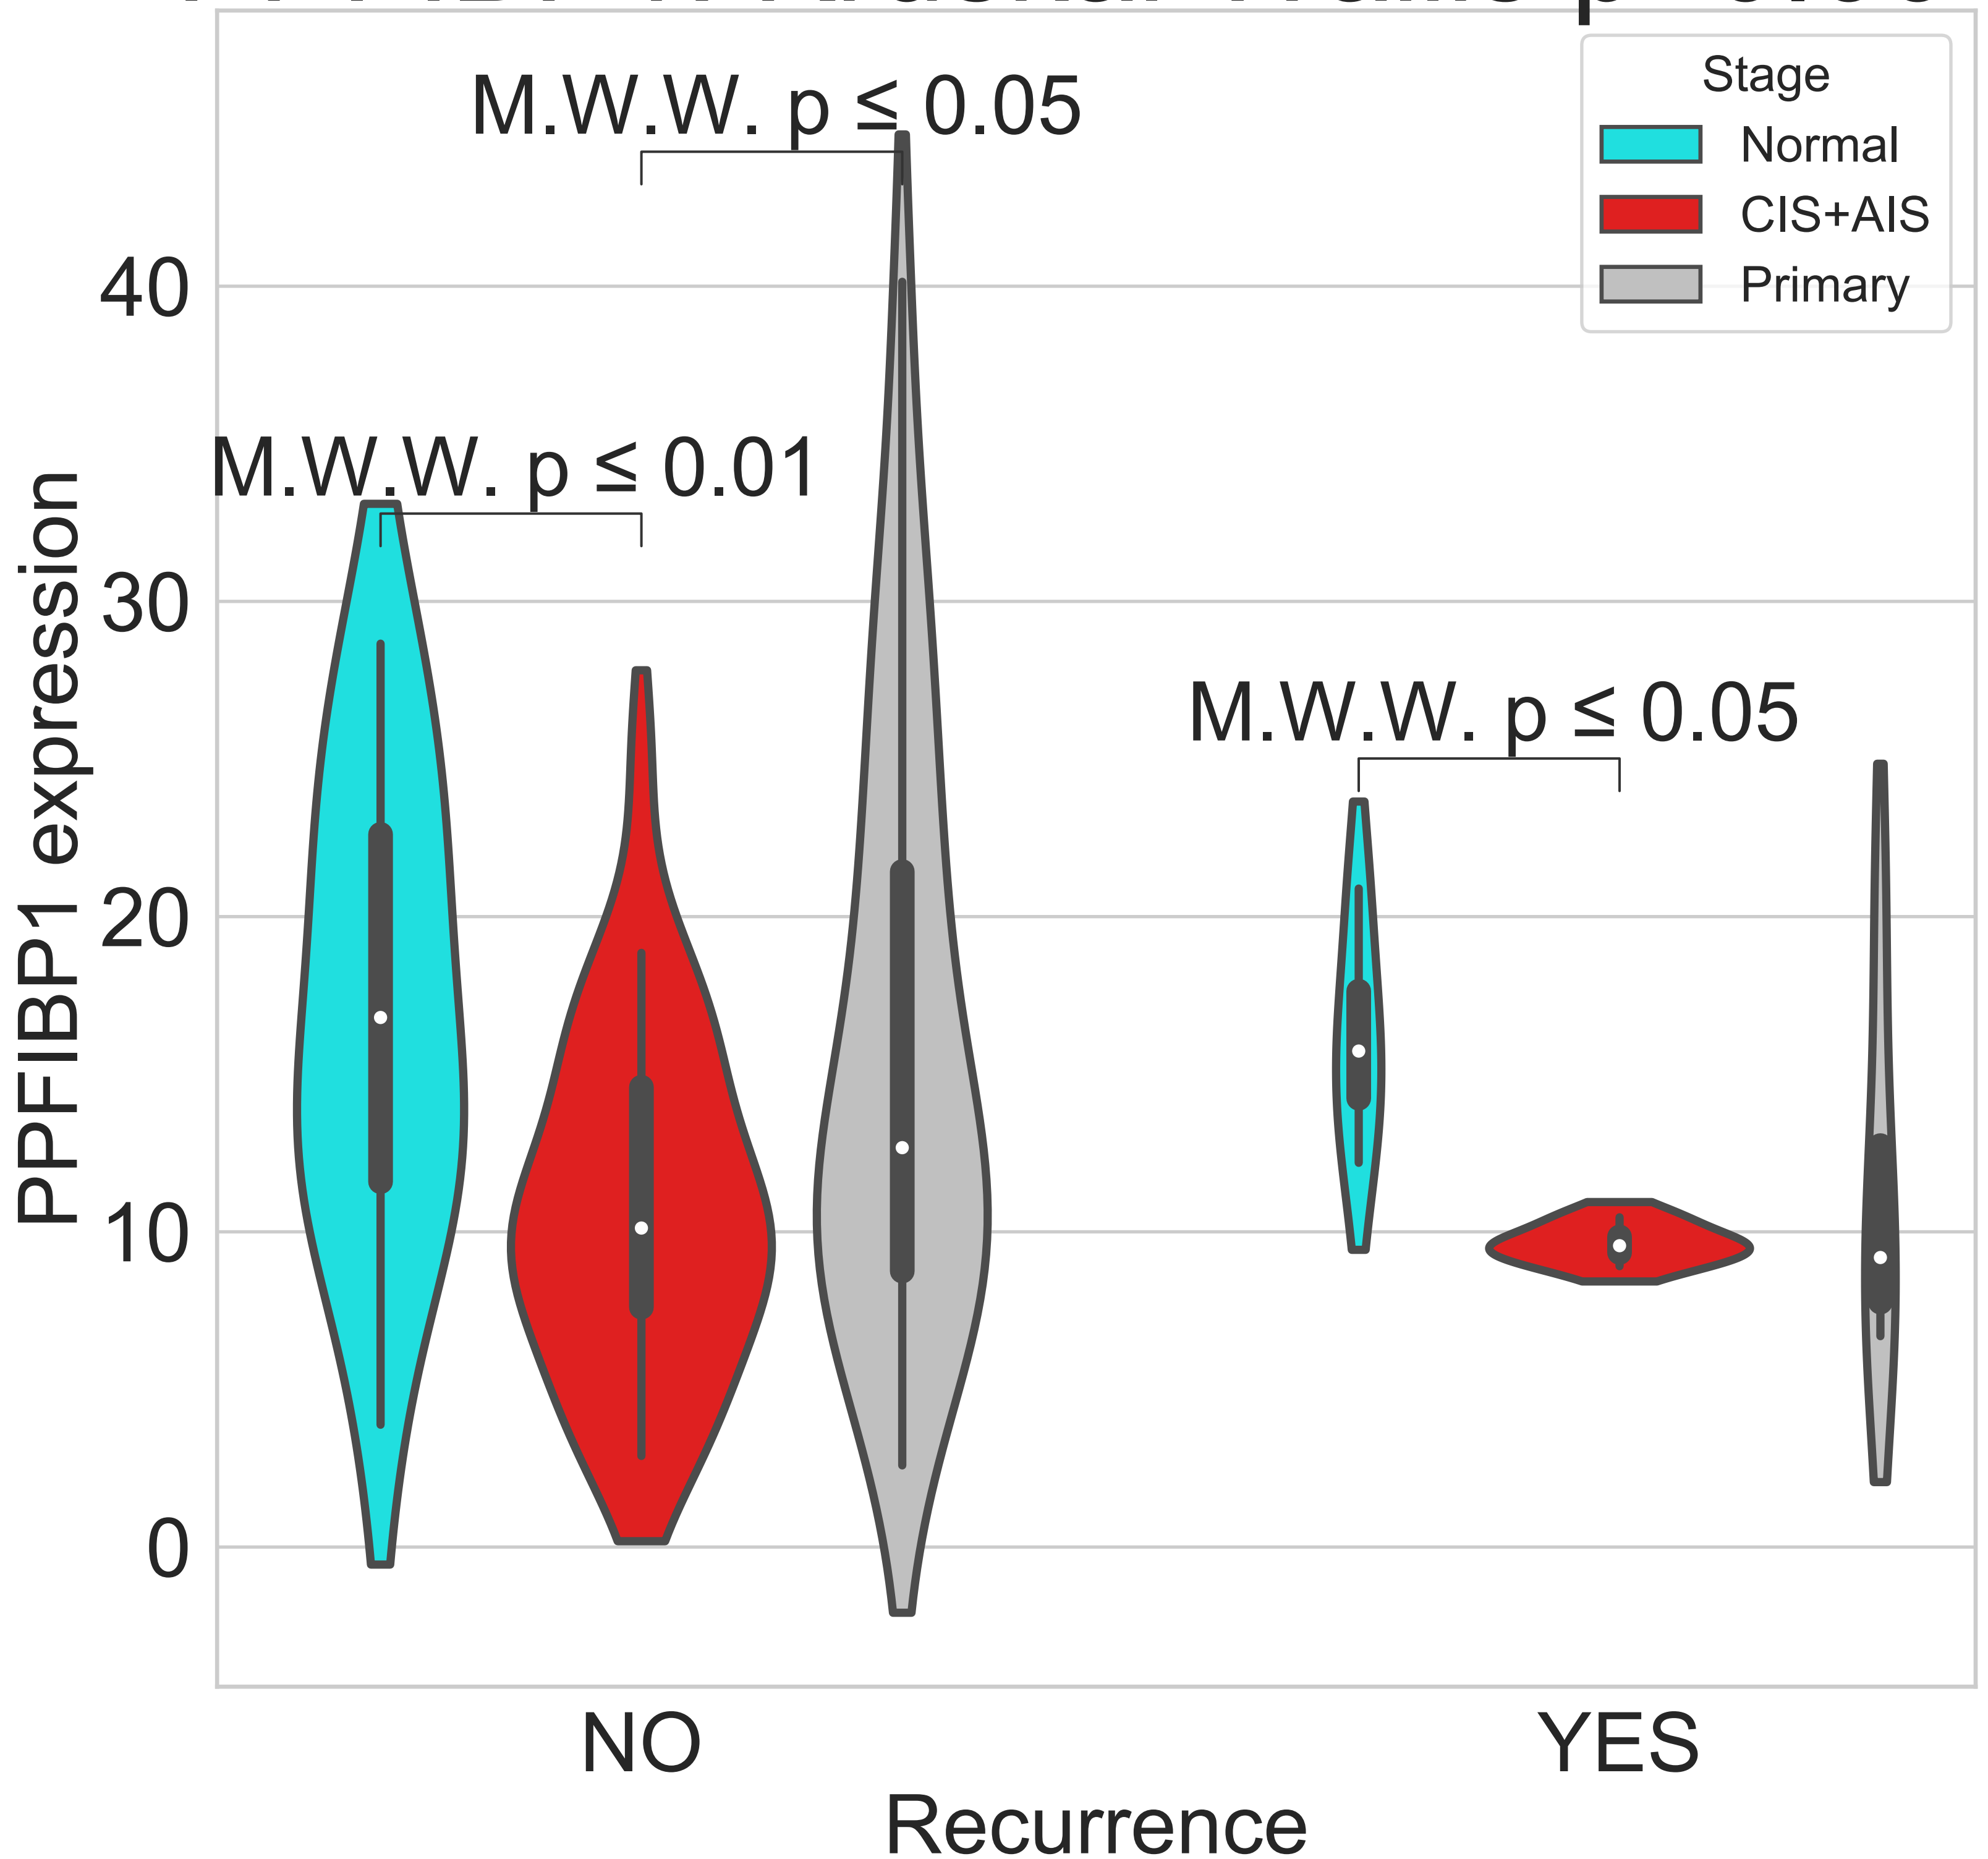 M.W.W. p ≤ 0.05
Stage
Normal
CIS+AIS
Primary
40
M.W.W. p ≤ 0.01
30
M.W.W. p ≤ 0.05
20
10
0
PPFIBP1 expression
NO
YES
Recurrence